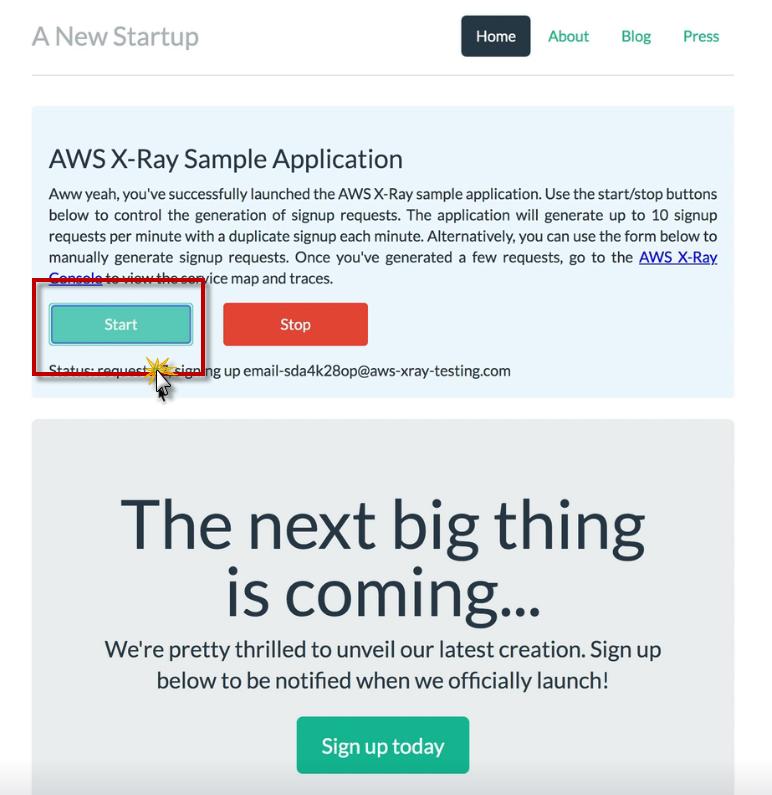 A New Startup
Home
About
Blog
Press
AWS X-Ray Sample Application
Aww yeah, you've successfully launched the AWS X-Ray sample application. Use the start/stop buttons
below to control the generation of signup requests. The application will generate up to 10 signup
requests per minute with a duplicate signup each minute. Alternatively, you can use the form below to
manually generate signup requests. Once you've generated a few requests, go to the AWS X-Ray
Console to view the service map and traces.
Start
Stop
Status: request signing up email-sda4k28op@aws-xray-testing.com
The next big thing
is coming...
We're pretty thrilled to unveil our latest creation. Sign up
below to be notified when we officially launch!
Sign up today